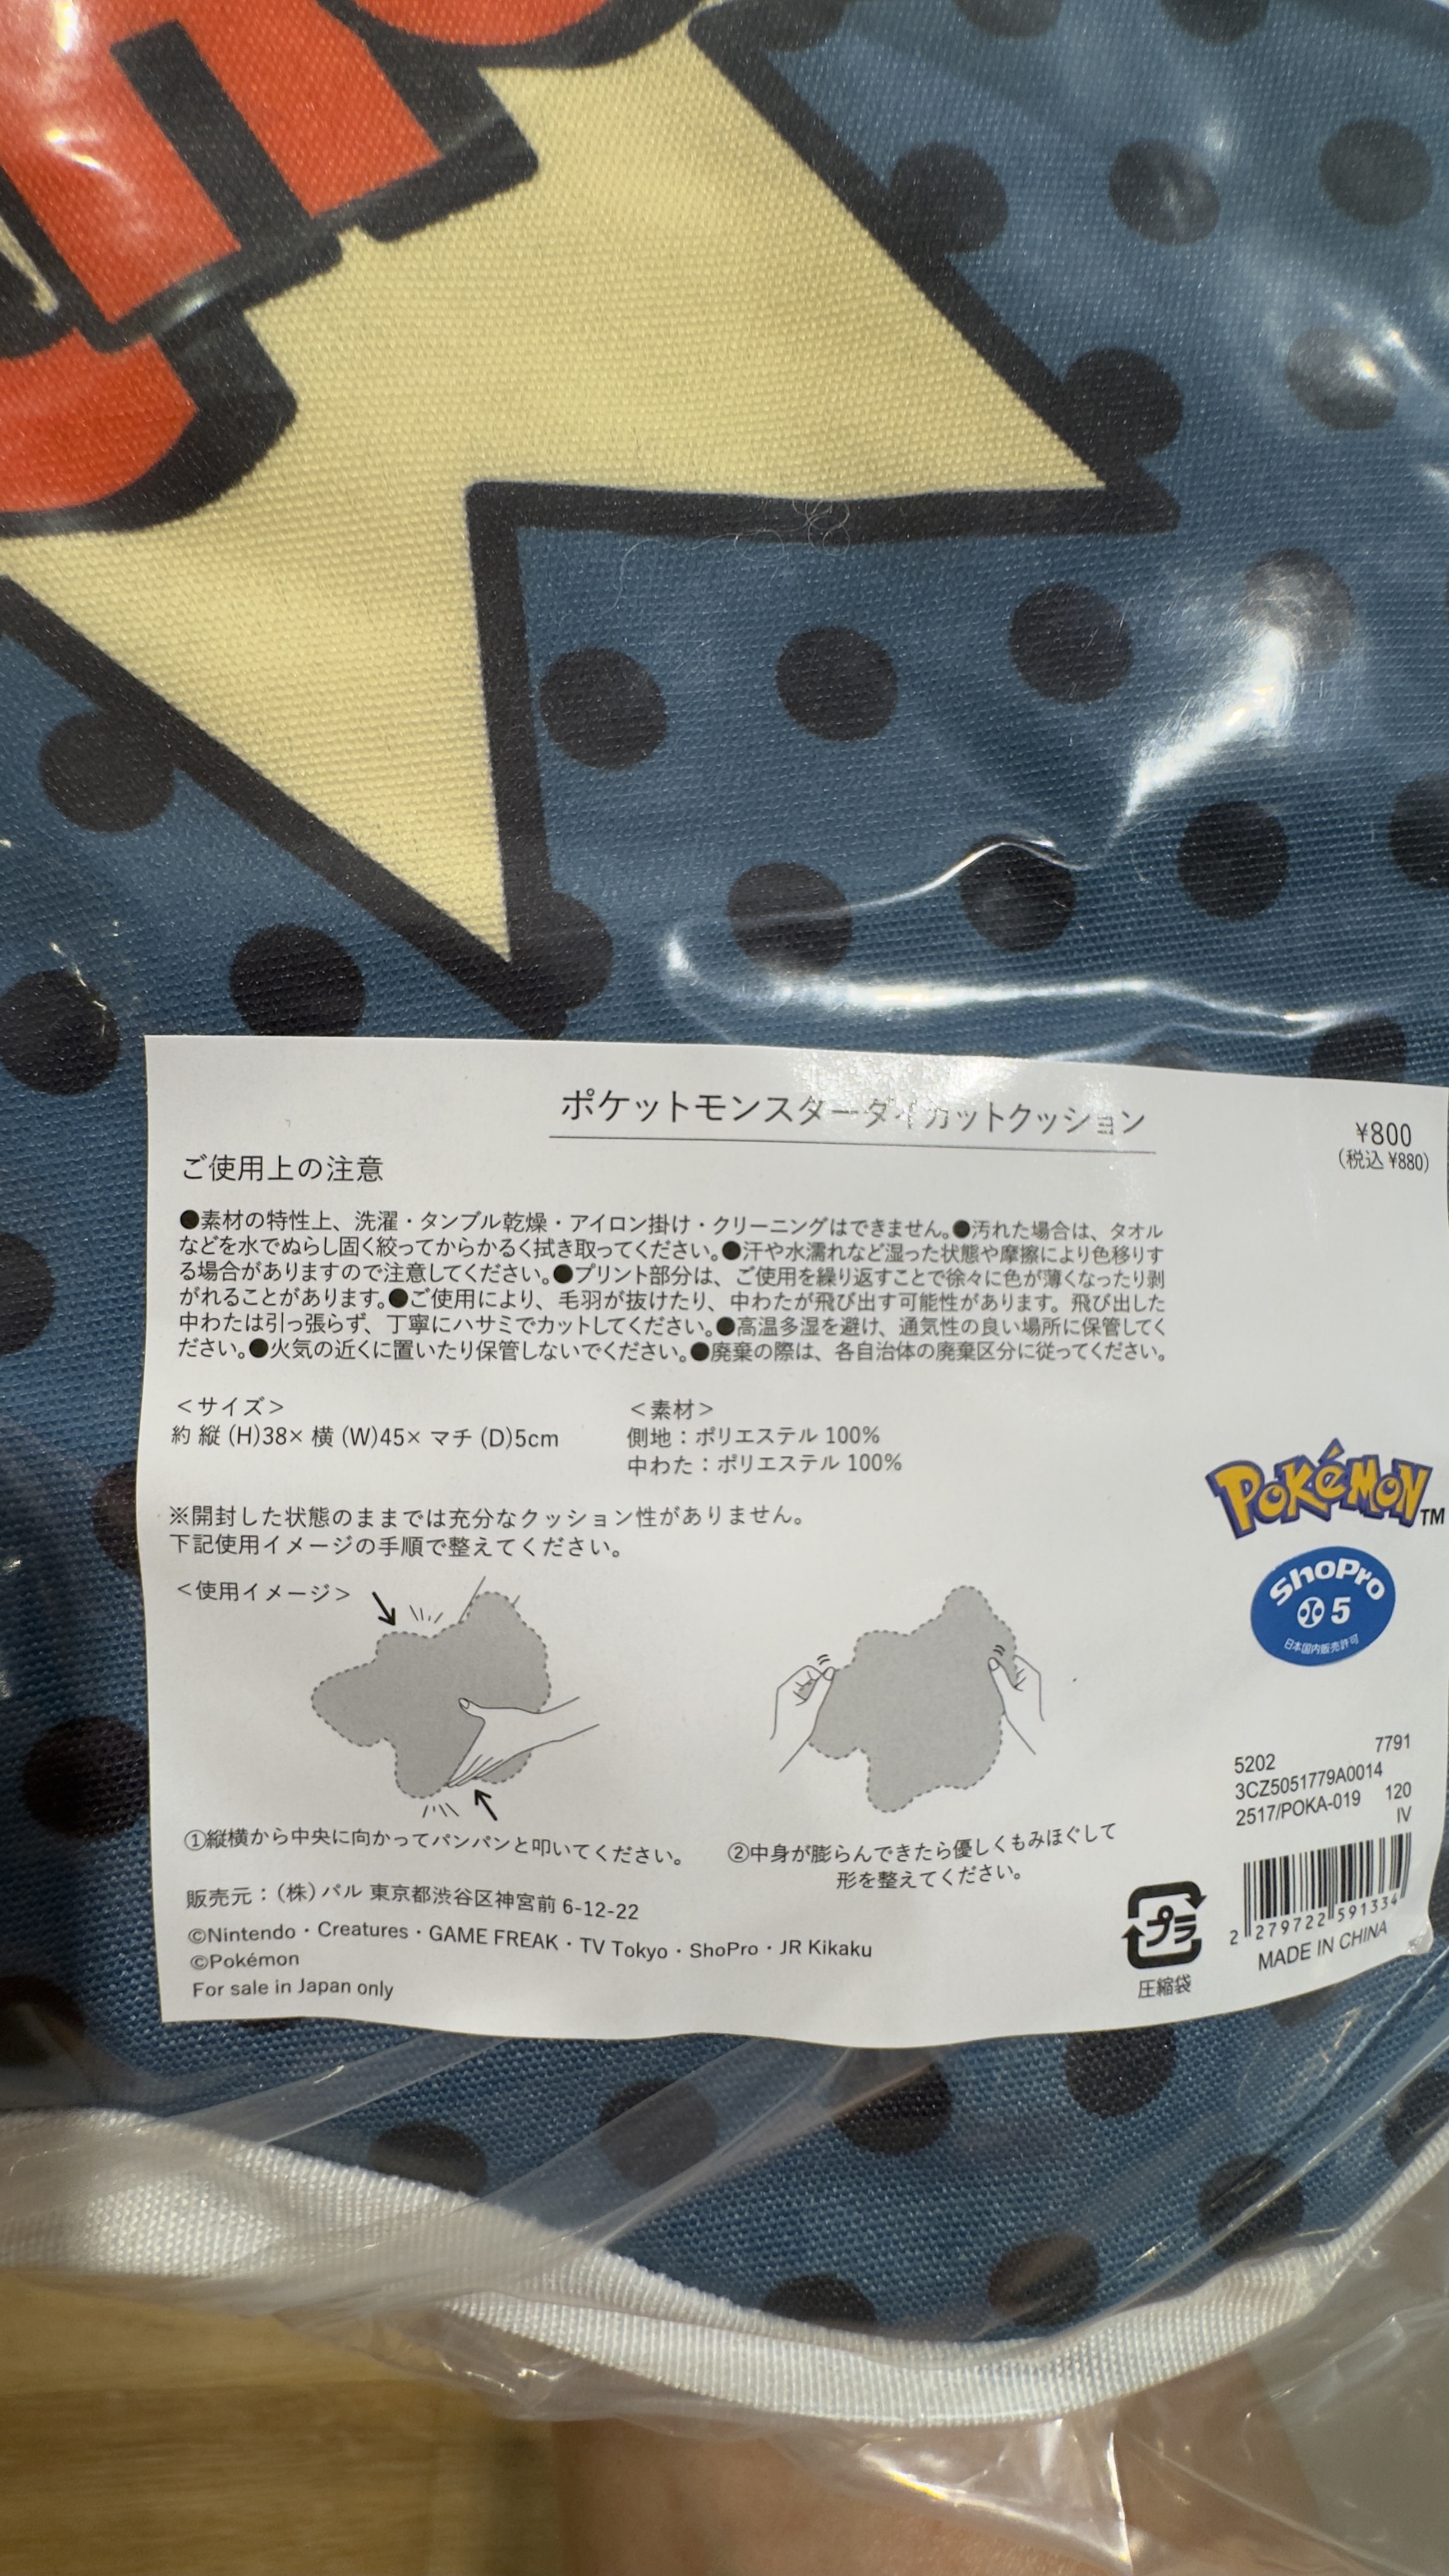 ポケットモンスターダイカットクッション
¥800
(税込 ¥880)
ご使用上の注意
●素材の特性上、洗濯・タンブル乾燥・アイロン掛け・クリーニングはできません。●汚れた場合は、タオル
などを水でぬらし固く絞ってからかるく拭き取ってください。●汗や水濡れなど湿った状態や摩擦により色移りす
る場合がありますので注意してください。●プリント部分は、ご使用を繰り返すことで徐々に色が薄くなったり剥
がれることがあります。●ご使用により、毛羽が抜けたり、中わたが飛び出す可能性があります。飛び出した
中わたは引っ張らず、丁寧にハサミでカットしてください。●高温多湿を避け、通気性の良い場所に保管してく
ださい。●火気の近くに置いたり保管しないでください。●廃棄の際は、各自治体の廃棄区分に従ってください。
<サイズ>
約 縦 (H)38× 横 (W)45× マチ (D)5cm
<素材>
側地：ポリエステル 100%
中わた：ポリエステル 100%
※開封した状態のままでは充分なクッション性がありません。
下記使用イメージの手順で整えてください。
<使用イメージ>
①縦横から中央に向かってパンパンと叩いてください。
②中身が膨らんできたら優しくもみほぐして
形を整えてください。
POKéMON TM
ShoPro
5
日本国内販売許可
5202 7791
3CZ5051779A0014
2517/POKA-019 120
IV
2 279722 591334
MADE IN CHINA
プラ
圧縮袋
販売元：(株) パル 東京都渋谷区神宮前 6-12-22
©Nintendo・Creatures・GAME FREAK・TV Tokyo・ShoPro・JR Kikaku
©Pokémon
For sale in Japan only